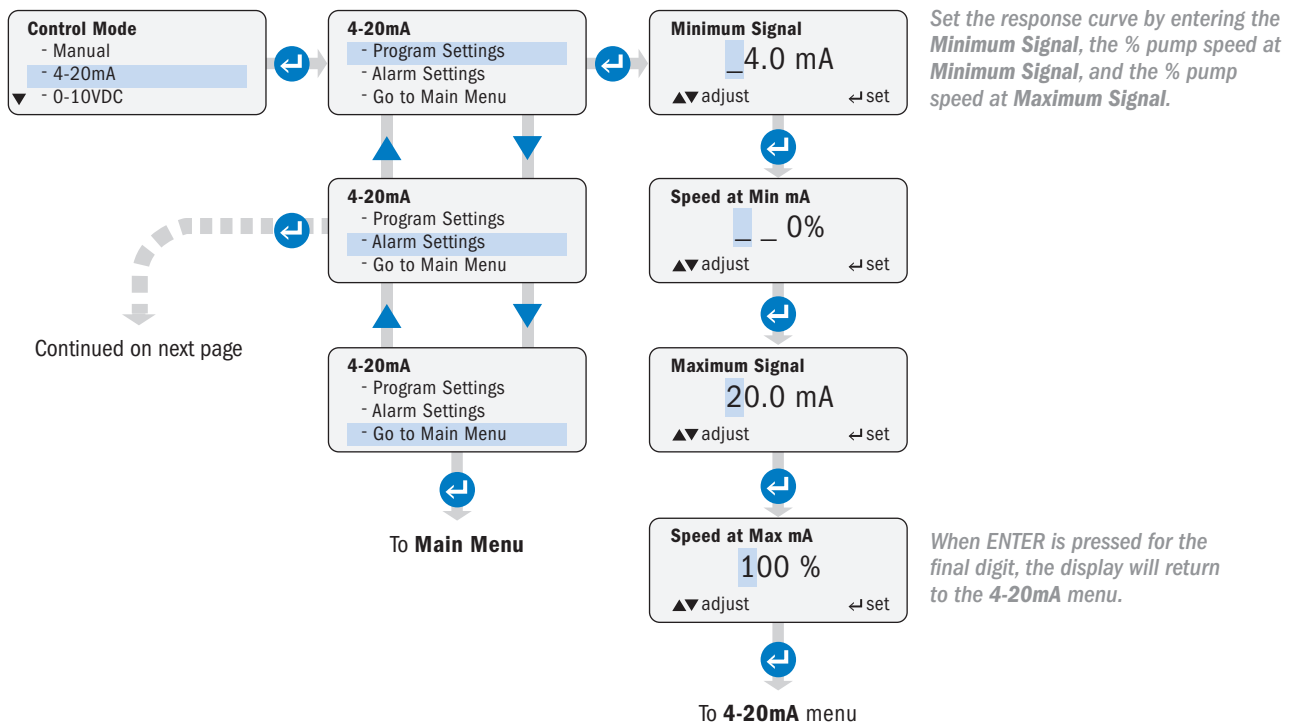 Control Mode
- Manual
- 4-20mA
▼ - 0-10VDC
4-20mA
- Program Settings
- Alarm Settings
- Go to Main Menu
Minimum Signal
_4.0 mA
▲▼ adjust ↵ set
Set the response curve by entering the
Minimum Signal, the % pump speed at
Minimum Signal, and the % pump
speed at Maximum Signal.
4-20mA
- Program Settings
- Alarm Settings
- Go to Main Menu
Continued on next page
Speed at Min mA
_ _ 0%
▲▼ adjust ↵ set
4-20mA
- Program Settings
- Alarm Settings
- Go to Main Menu
To Main Menu
Maximum Signal
20.0 mA
▲▼ adjust ↵ set
Speed at Max mA
100 %
▲▼ adjust ↵ set
When ENTER is pressed for the
final digit, the display will return
to the 4-20mA menu.
To 4-20mA menu